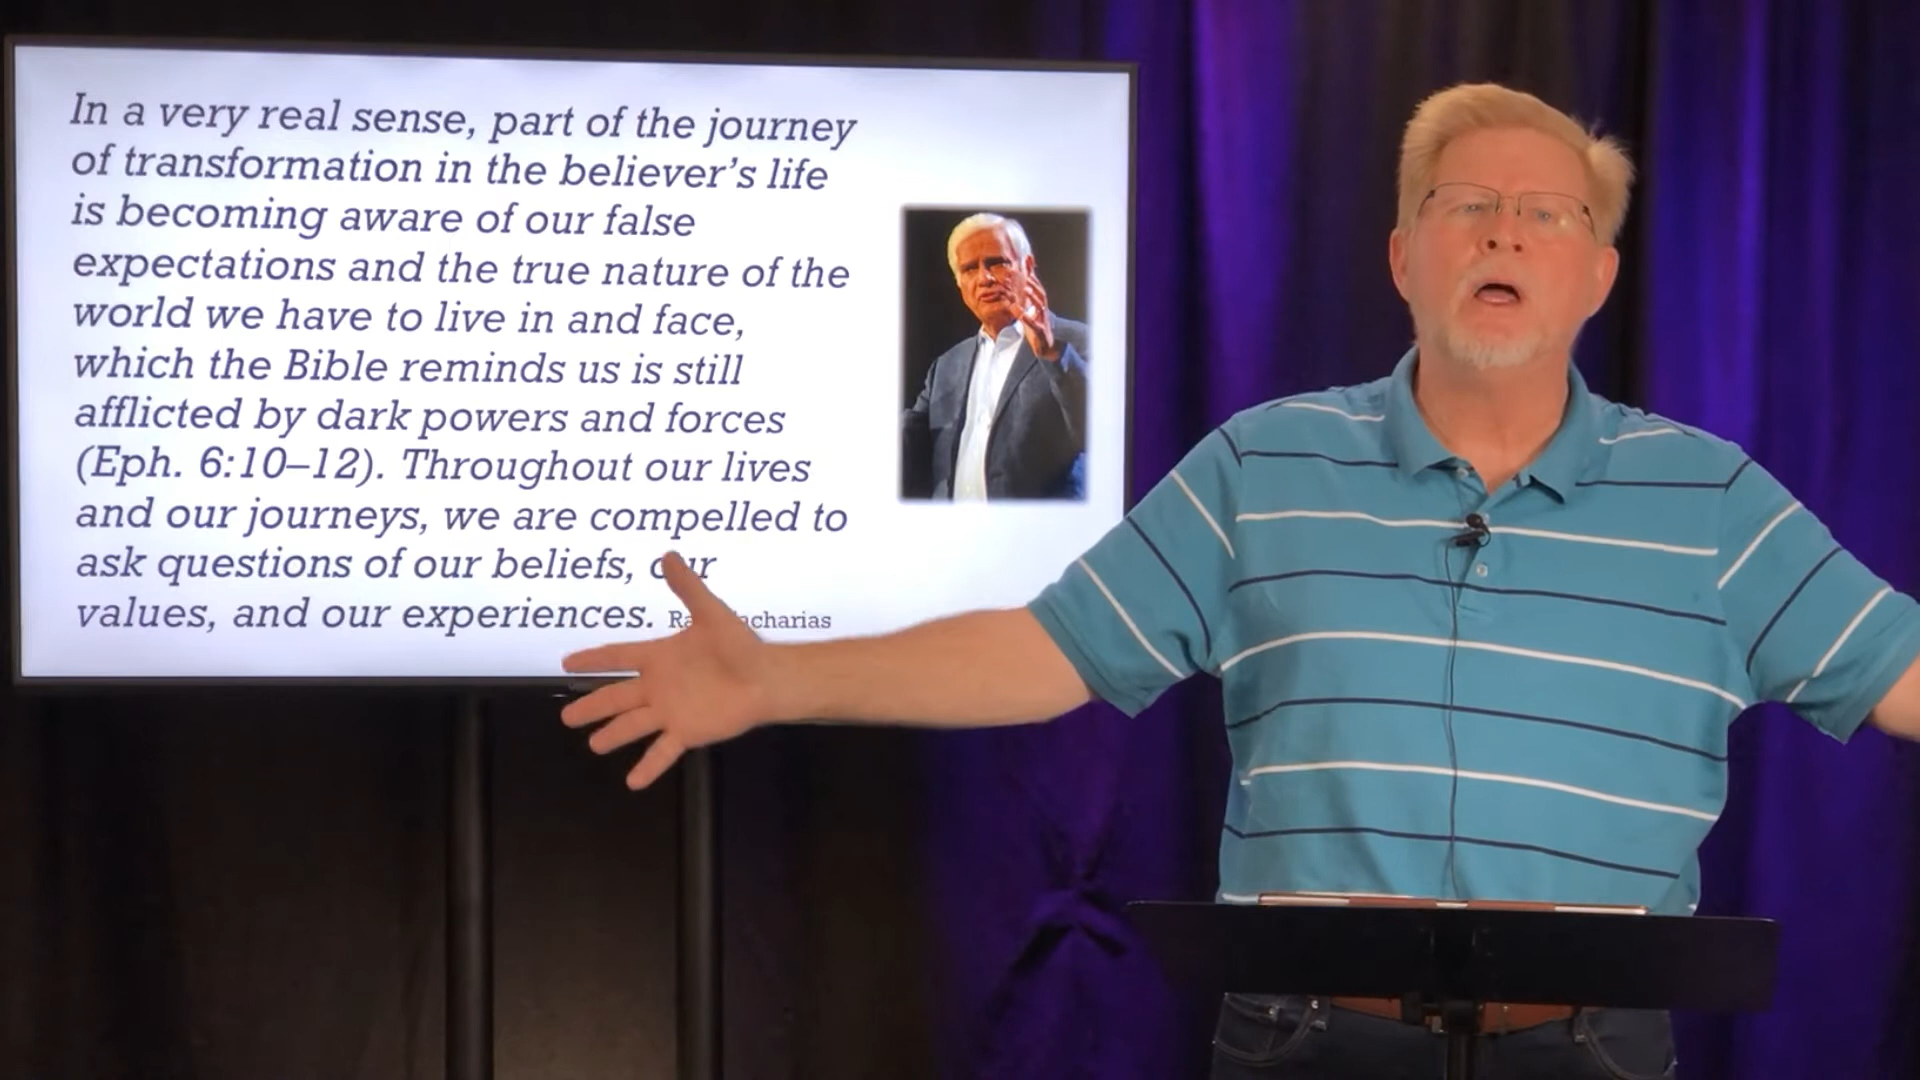 In a very real sense, part of the journey
of transformation in the believer's life
is becoming aware of our false
expectations and the true nature of the
world we have to live in and face,
which the Bible reminds us is still
afflicted by dark powers and forces
(Eph. 6:10–12). Throughout our lives
and our journeys, we are compelled to
ask questions of our beliefs, our
values, and our experiences.